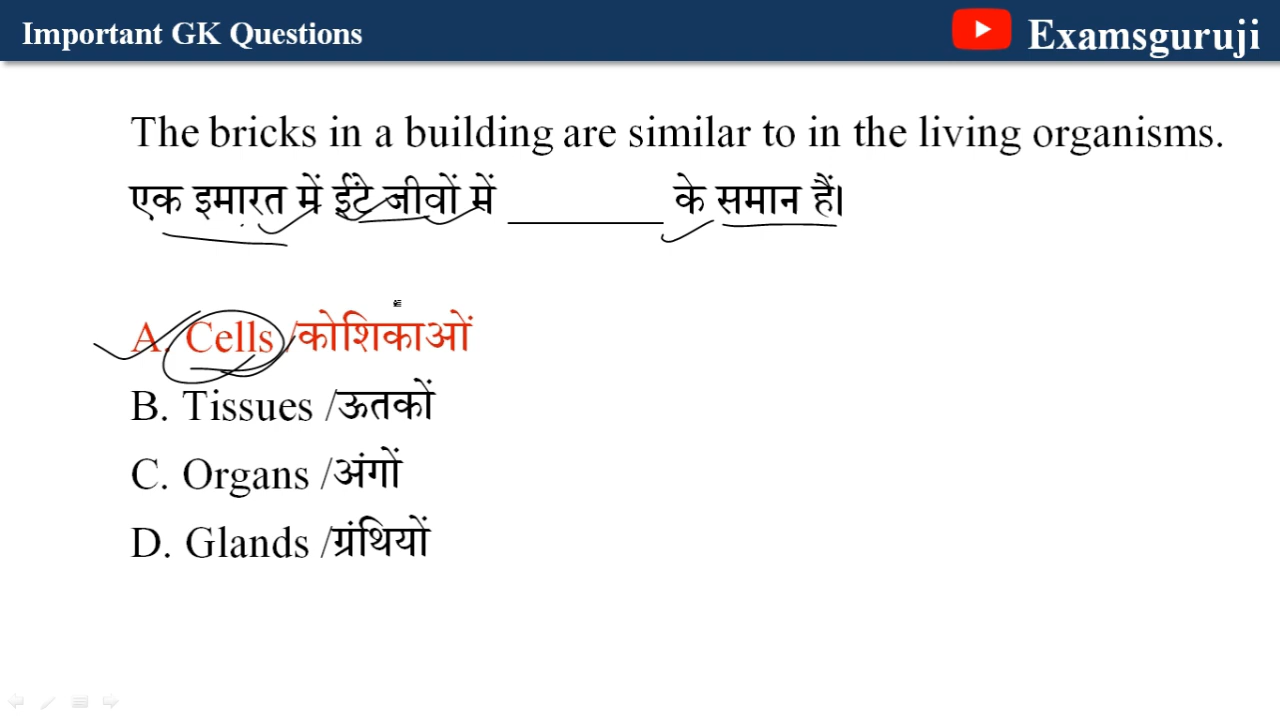 Important GK Questions
Examsguruji
The bricks in a building are similar to in the living organisms.
एक इमारत में ईंटे जीवों में __________ के समान हैं।
A. Cells /कोशिकाओं
B. Tissues /ऊतकों
C. Organs /अंगों
D. Glands /ग्रंथियों